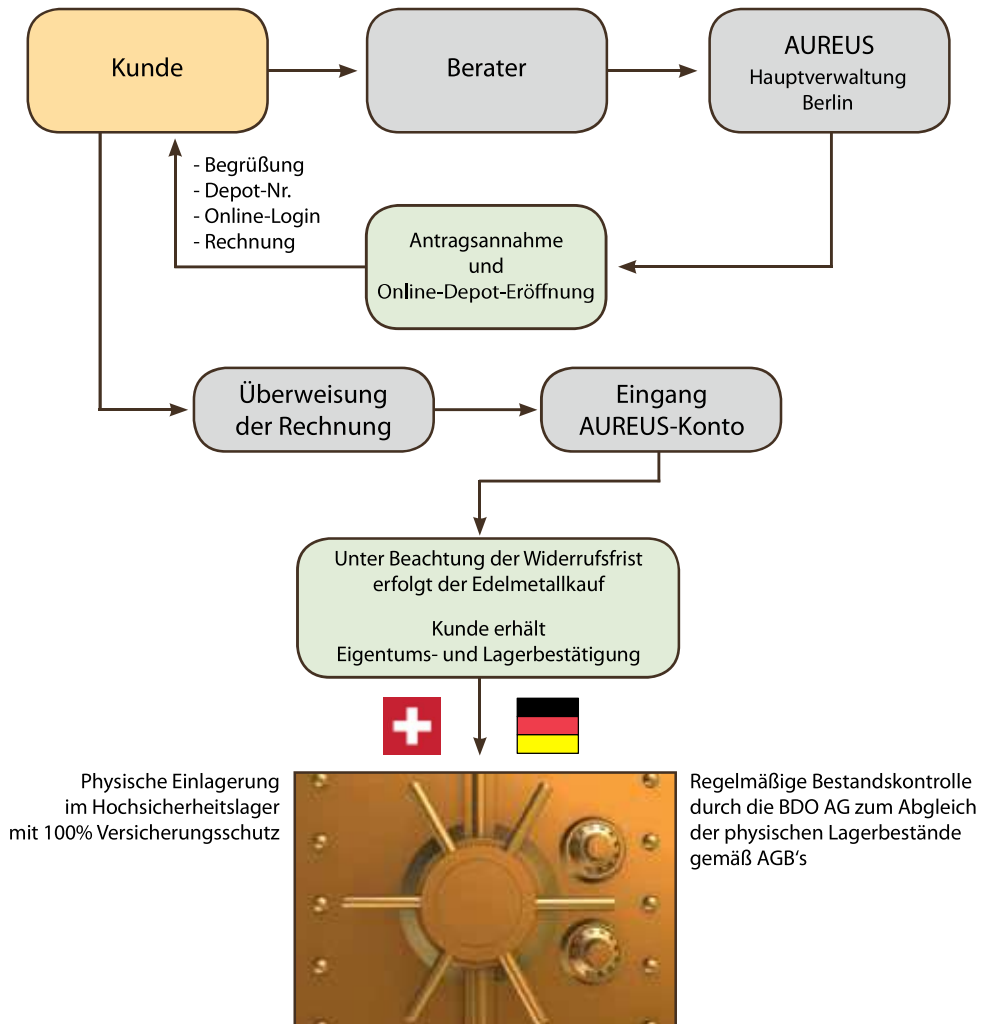 Kunde
Berater
AUREUS
Hauptverwaltung
Berlin
- Begrüßung
- Depot-Nr.
- Online-Login
- Rechnung
Antragsannahme
und
Online-Depot-Eröffnung
Überweisung
der Rechnung
Eingang
AUREUS-Konto
Unter Beachtung der Widerrufsfrist
erfolgt der Edelmetallkauf
Kunde erhält
Eigentums- und Lagerbestätigung
Physische Einlagerung
im Hochsicherheitslager
mit 100% Versicherungsschutz
Regelmäßige Bestandskontrolle
durch die BDO AG zum Abgleich
der physischen Lagerbestände
gemäß AGB‘s